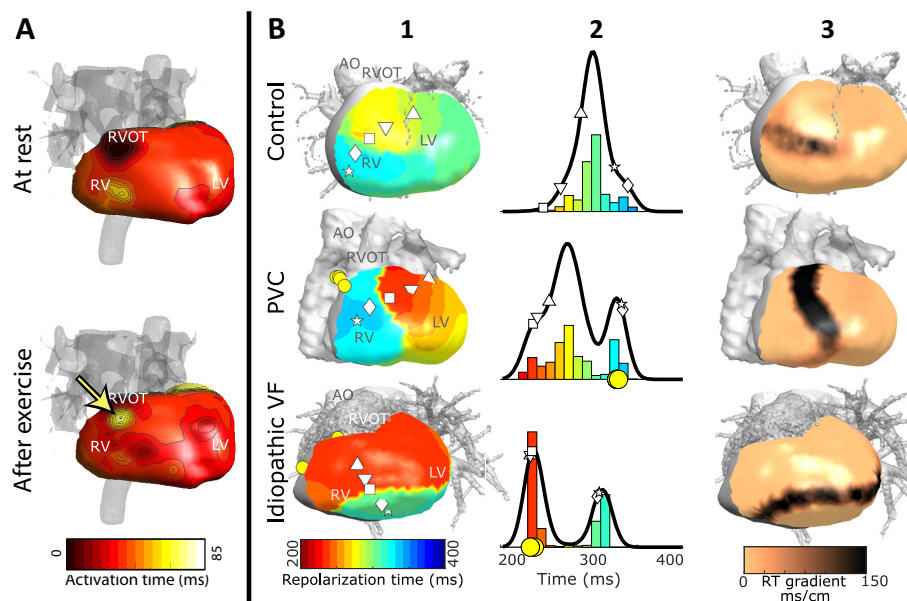 A
B
1
2
3
At rest
RVOT
RV
LV
After exercise
RVOT
RV
LV
0
85
Activation time (ms)
Control
AO
RVOT
RV
LV
PVC
AO
RVOT
RV
LV
Idiopathic VF
AO
RVOT
RV
LV
200
400
Repolarization time (ms)
200 300 400
Time (ms)
0 150
RT gradient
ms/cm